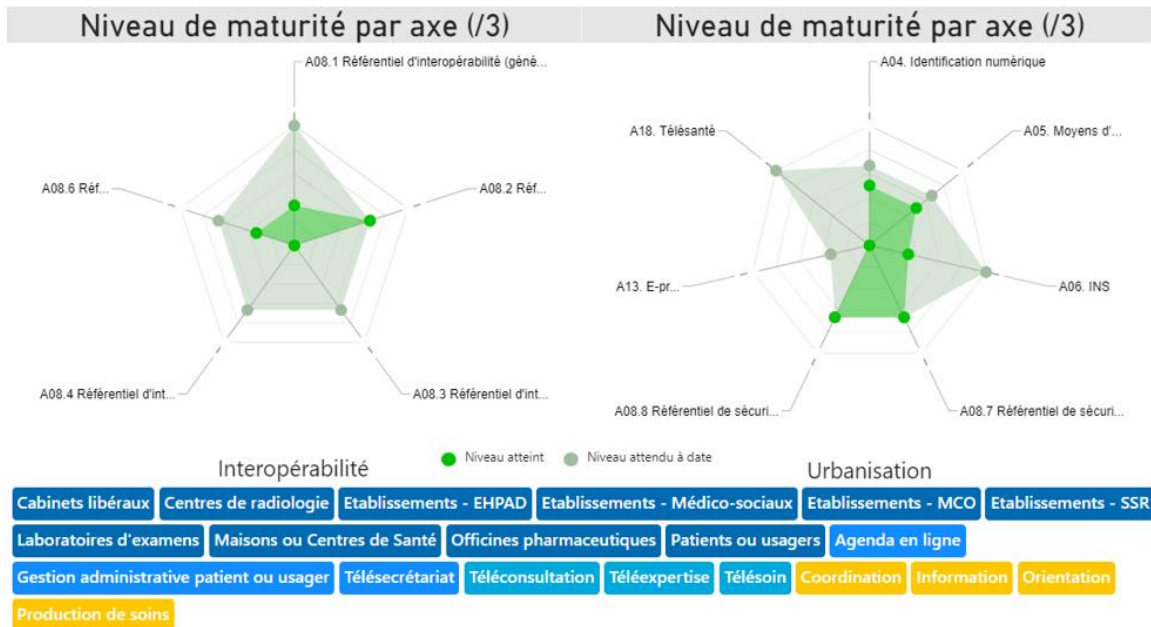 Niveau de maturité par axe (/3)
Niveau de maturité par axe (/3)
A08.1 Référentiel d'interopérabilité (géné...
A08.6 Réf...
A08.2 Réf...
A08.4 Référentiel d'int...
A08.3 Référentiel d'int...
A04. Identification numérique
A18. Télésanté
A05. Moyens d'...
A13. E-pr...
A06. INS
A08.8 Référentiel de sécuri...
A08.7 Référentiel de sécuri...
Interopérabilité
Niveau atteint Niveau attendu à date
Urbanisation
Cabinets libéraux Centres de radiologie Etablissements - EHPAD Etablissements - Médico-sociaux Etablissements - MCO Etablissements - SSR
Laboratoires d'examens Maisons ou Centres de Santé Officines pharmaceutiques Patients ou usagers Agenda en ligne
Gestion administrative patient ou usager Télésecrétariat Téléconsultation Téléexpertise Télésoin Coordination Information Orientation
Production de soins